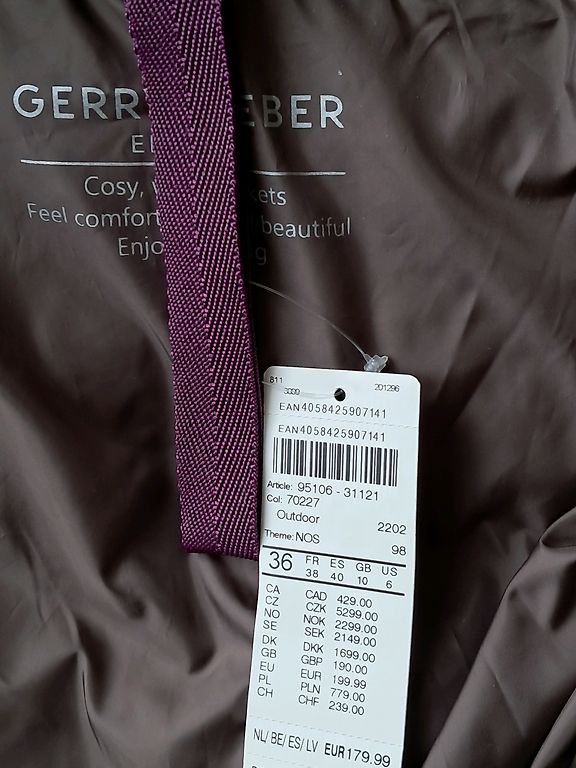 GERR EBER
E
Cosy, kets
Feel comfort beautiful
Enjo g
811
3099 201296
EAN4058425907141
EAN4058425907141
Article: 95106 - 31121
Col: 70227
Outdoor 2202
Theme: NOS 98
36 FR 38 ES 40 GB 10 US 6
CA CAD 429.00
CZ CZK 5299.00
NO NOK 2299.00
SE SEK 2149.00
DK DKK 1699.00
GB GBP 190.00
EU EUR 199.99
PL PLN 779.00
CH CHF 239.00
NL/ BE/ ES/ LV EUR179.99